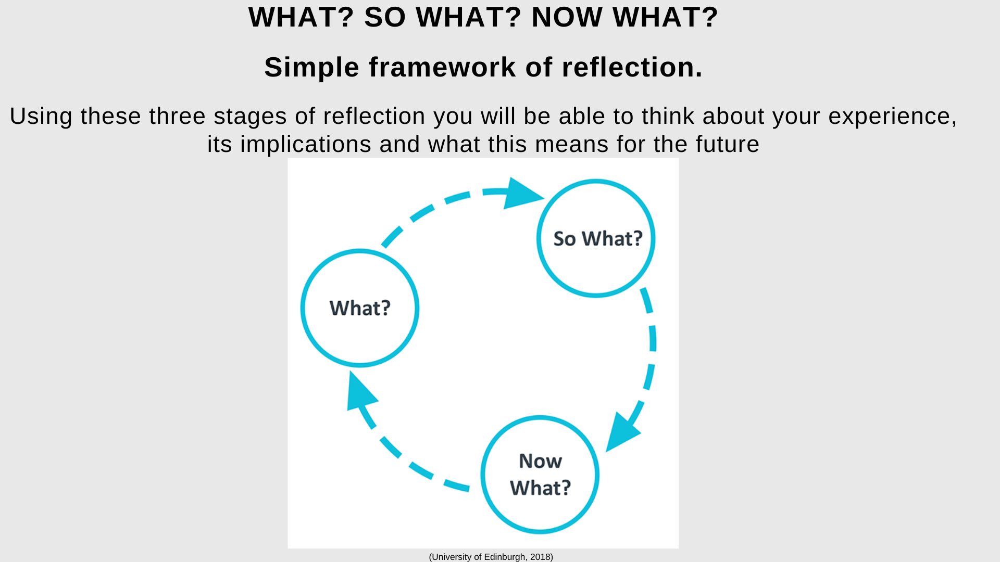 WHAT? SO WHAT? NOW WHAT?
Simple framework of reflection.
Using these three stages of reflection you will be able to think about your experience,
its implications and what this means for the future
So What?
What?
Now
What?
(University of Edinburgh, 2018)